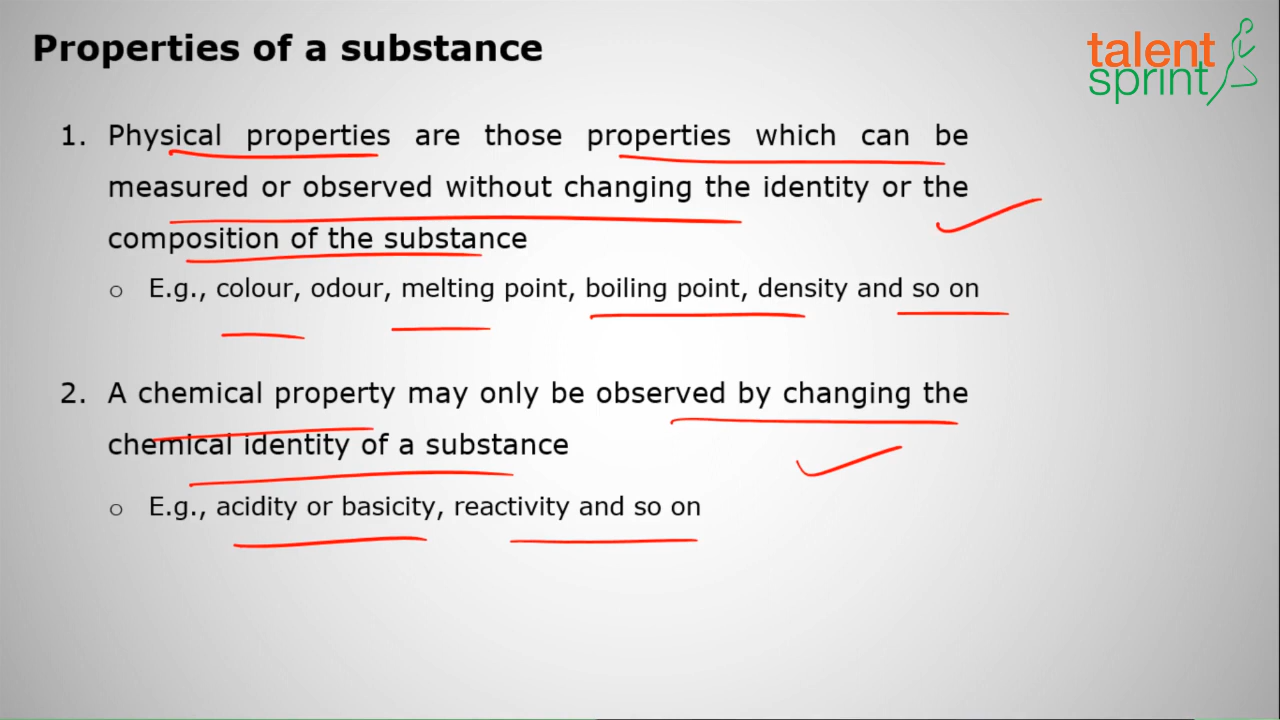 Properties of a substance
talent
sprint
1. Physical properties are those properties which can be
measured or observed without changing the identity or the
composition of the substance
o E.g., colour, odour, melting point, boiling point, density and so on
2. A chemical property may only be observed by changing the
chemical identity of a substance
o E.g., acidity or basicity, reactivity and so on